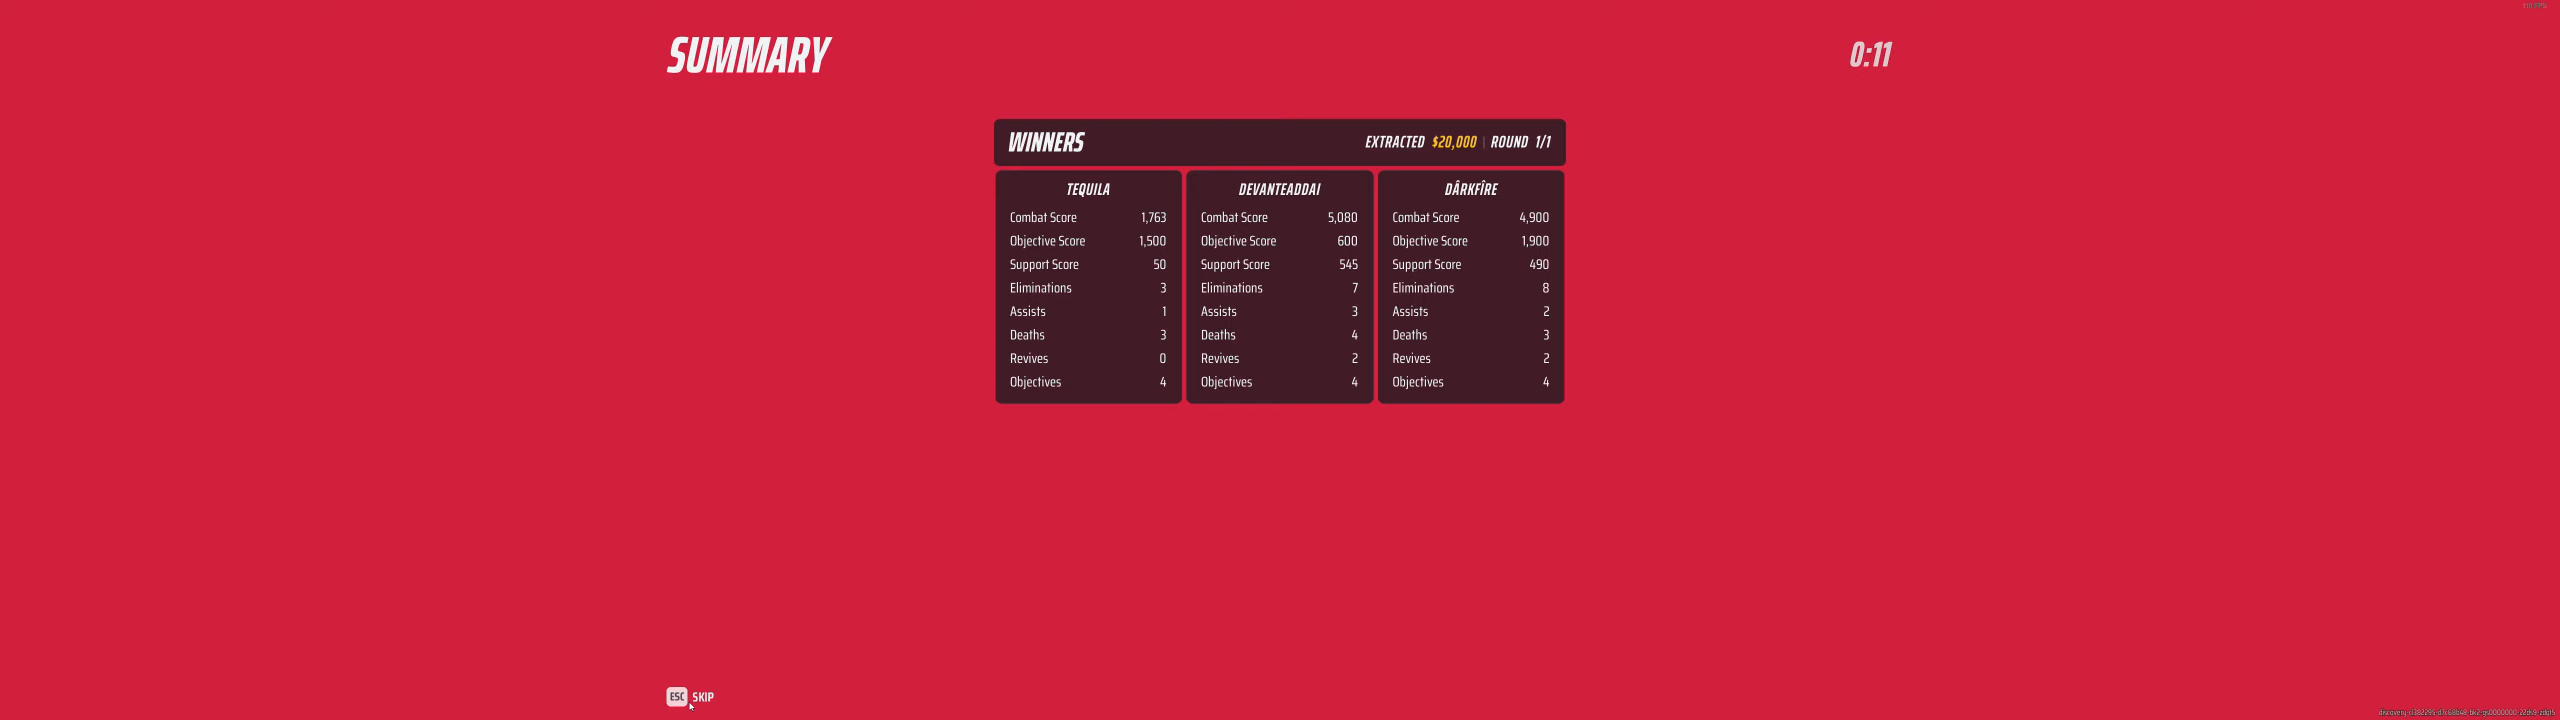 SUMMARY
0:11
WINNERS
EXTRACTED $20,000 | ROUND 1/1
TEQUILA
Combat Score 1,763
Objective Score 1,500
Support Score 50
Eliminations 3
Assists 1
Deaths 3
Revives 0
Objectives 4
DEVANTEADDAI
Combat Score 5,080
Objective Score 600
Support Score 545
Eliminations 7
Assists 3
Deaths 4
Revives 2
Objectives 4
DÂRKFÎRE
Combat Score 4,900
Objective Score 1,900
Support Score 490
Eliminations 8
Assists 2
Deaths 3
Revives 2
Objectives 4
ESC SKIP